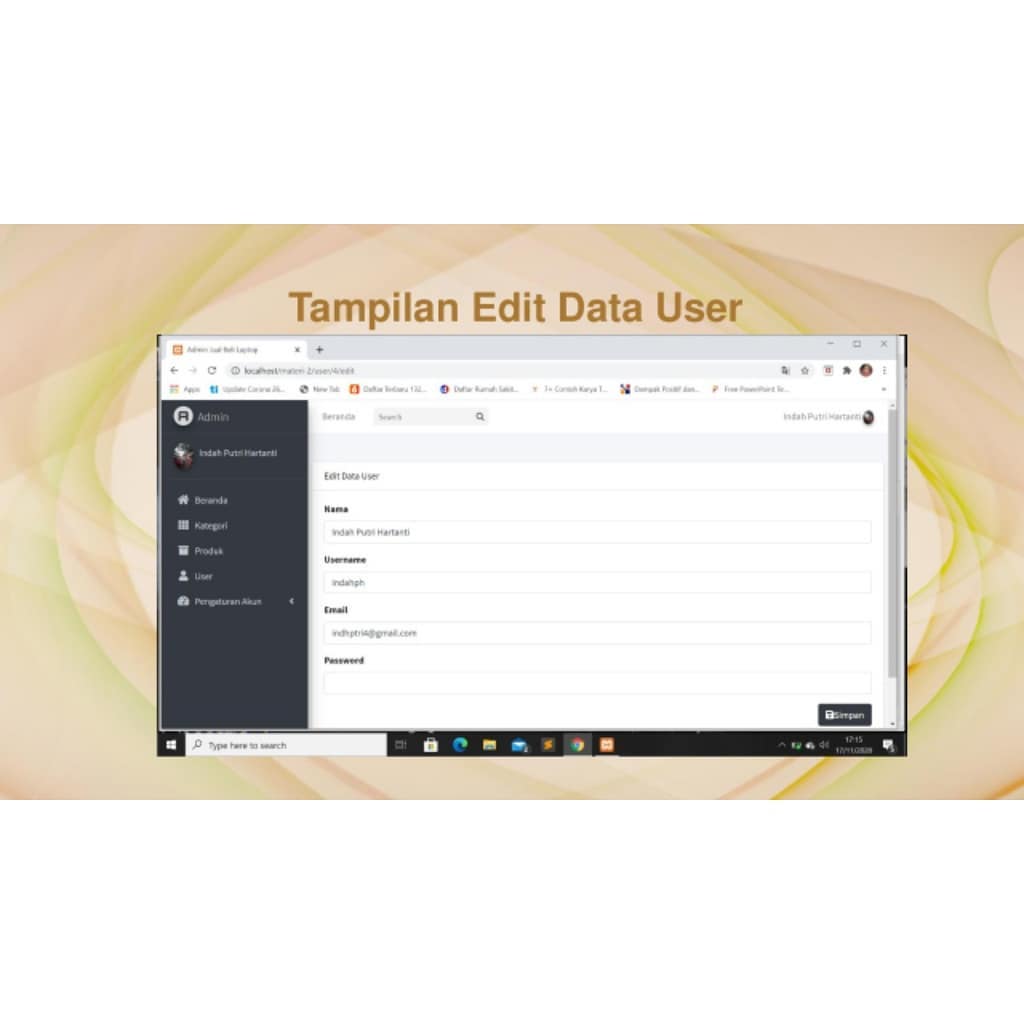 Tampilan Edit Data User
Admin Jual Beli Laptop
localhost/materi-2/user/4/edit
Apps Update Corona 26... New Tab Daftar Terbaru 132... Daftar Rumah Sakit... 7+ Contoh Karya T... Dampak Positif dan... Free PowerPoint Te...
Admin
Beranda Search Indah Putri Hartanti
Indah Putri Hartanti
Edit Data User
Beranda
Kategori
Produk
User
Pengaturan Akun
Nama
Indah Putri Hartanti
Username
indahph
Email
indhptri4@gmail.com
Password
Simpan
Type here to search
17:15
17/11/2020